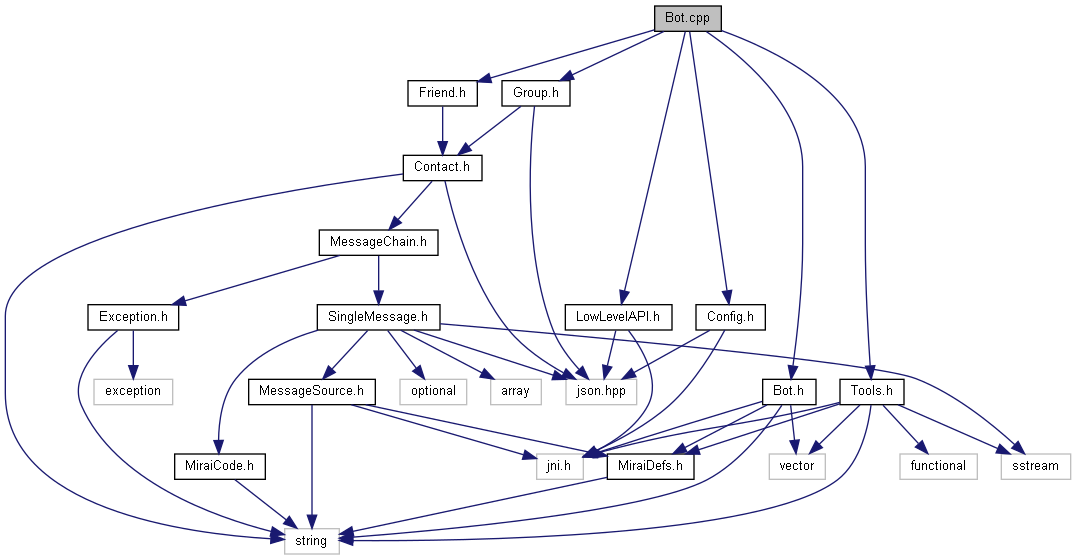 Bot.cpp
Friend.h
Group.h
Contact.h
MessageChain.h
Exception.h
SingleMessage.h
LowLevelAPI.h
Config.h
exception
MessageSource.h
optional
array
json.hpp
Bot.h
Tools.h
MiraiCode.h
jni.h
MiraiDefs.h
vector
functional
sstream
string